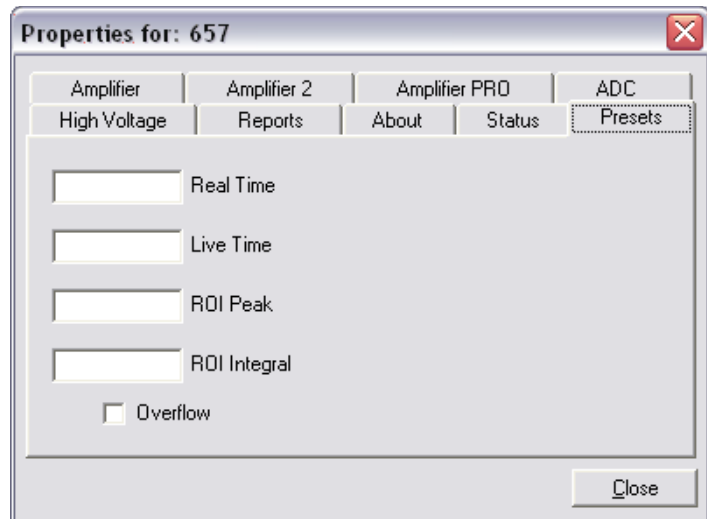 Properties for: 657
Amplifier Amplifier 2 Amplifier PRO ADC
High Voltage Reports About Status Presets
Real Time
Live Time
ROI Peak
ROI Integral
Overflow
Close